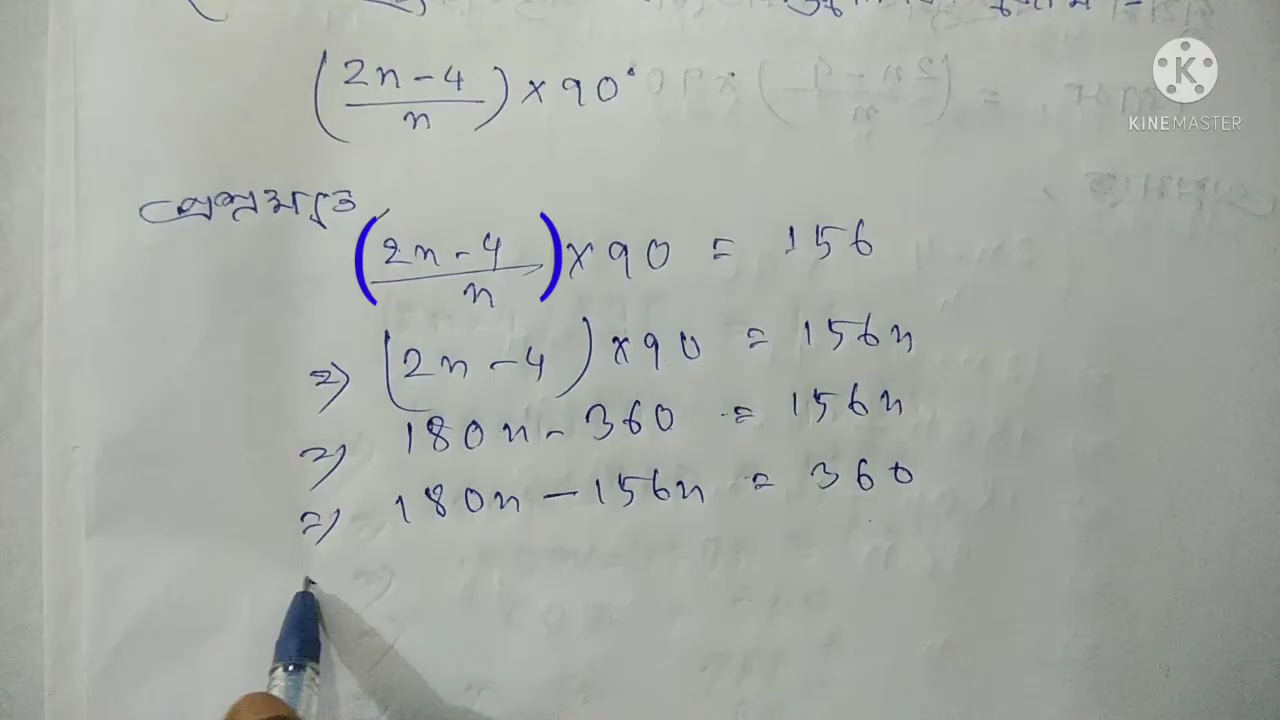 (2n-4/n)×90°
KINEMASTER
প্রশ্নমতে,
(2n-4/n)×90 = 156
⇒ (2n-4)×90 = 156n
⇒ 180n-360 = 156n
⇒ 180n-156n = 360